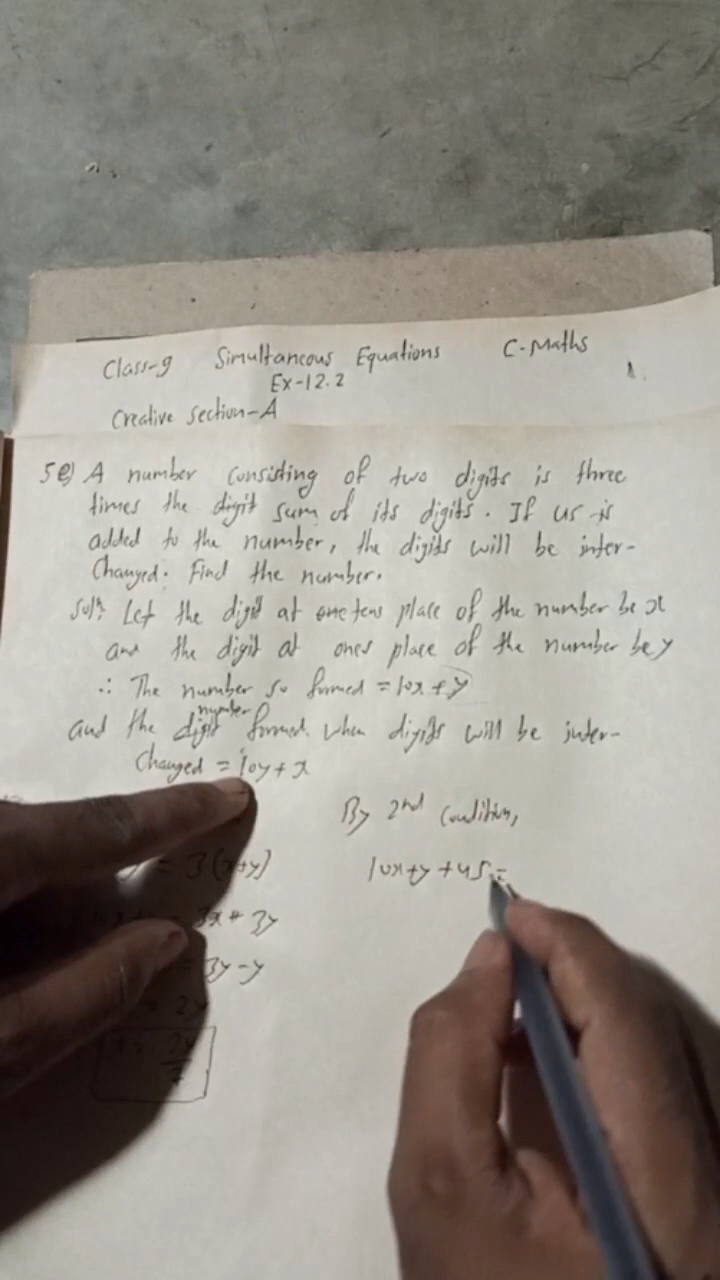 Class-9 Simultaneous Equations C-Maths
Ex-12.2
Creative section-A
5e) A number consisting of two digits is three
times the digit sum of its digits. If 45 is
added to the number, the digits will be inter-
changed. Find the number.
Solⁿ: Let the digit at tens place of the number be x
and the digit at ones place of the number be y
∴ The number so formed = 10x + y
and the number formed when digits will be inter-
changed = 10y + x
By 2nd condition,
= 3(x+y)
10x+y +45 =
3x + 3y
= 3y-y
= 2y
2y
7